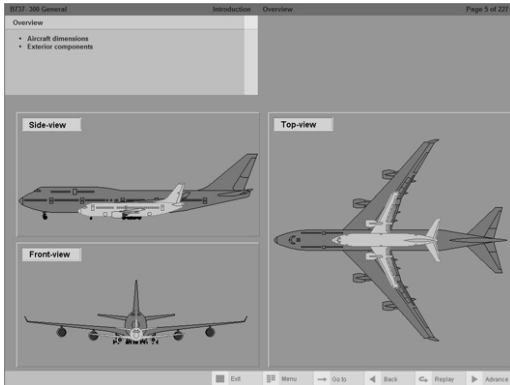 B737- 300 General Introduction Overview Page 5 of 227
Overview
• Aircraft dimensions
• Exterior components
Side-view
Top-view
Front-view
Exit Menu Go to Back Replay Advance